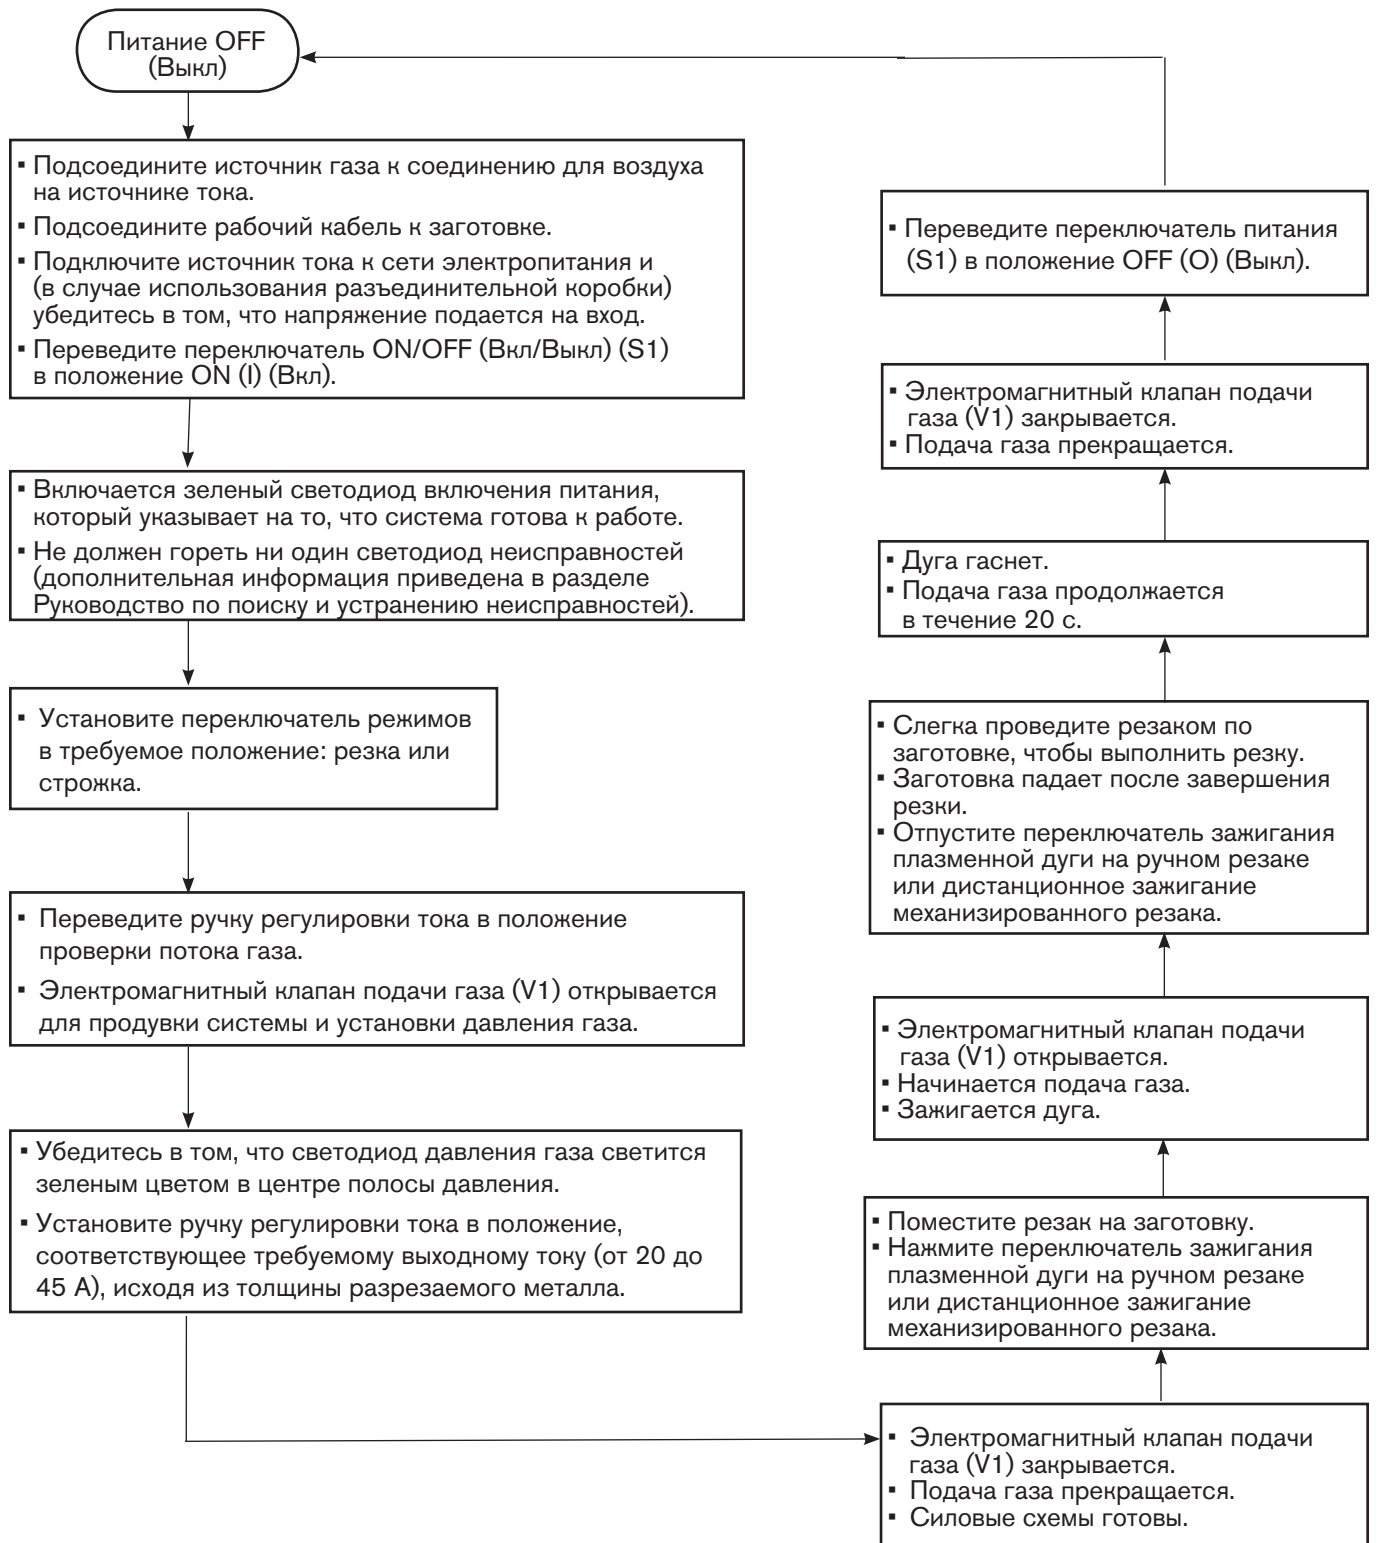 Питание OFF
(Выкл)
▪ Подсоедините источник газа к соединению для воздуха
на источнике тока.
▪ Подсоедините рабочий кабель к заготовке.
▪ Подключите источник тока к сети электропитания и
(в случае использования разъединительной коробки)
убедитесь в том, что напряжение подается на вход.
▪ Переведите переключатель ON/OFF (Вкл/Выкл) (S1)
в положение ON (I) (Вкл).
▪ Включается зеленый светодиод включения питания,
который указывает на то, что система готова к работе.
▪ Не должен гореть ни один светодиод неисправностей
(дополнительная информация приведена в разделе
Руководство по поиску и устранению неисправностей).
▪ Установите переключатель режимов
в требуемое положение: резка или
строжка.
▪ Переведите ручку регулировки тока в положение
проверки потока газа.
▪ Электромагнитный клапан подачи газа (V1) открывается
для продувки системы и установки давления газа.
▪ Убедитесь в том, что светодиод давления газа светится
зеленым цветом в центре полосы давления.
▪ Установите ручку регулировки тока в положение,
соответствующее требуемому выходному току (от 20 до
45 А), исходя из толщины разрезаемого металла.
▪ Электромагнитный клапан подачи
газа (V1) закрывается.
▪ Подача газа прекращается.
▪ Силовые схемы готовы.
▪ Поместите резак на заготовку.
▪ Нажмите переключатель зажигания
плазменной дуги на ручном резаке
или дистанционное зажигание
механизированного резака.
▪ Электромагнитный клапан подачи
газа (V1) открывается.
▪ Начинается подача газа.
▪ Зажигается дуга.
▪ Слегка проведите резаком по
заготовке, чтобы выполнить резку.
▪ Заготовка падает после завершения
резки.
▪ Отпустите переключатель зажигания
плазменной дуги на ручном резаке
или дистанционное зажигание
механизированного резака.
▪ Дуга гаснет.
▪ Подача газа продолжается
в течение 20 с.
▪ Электромагнитный клапан подачи
газа (V1) закрывается.
▪ Подача газа прекращается.
▪ Переведите переключатель питания
(S1) в положение OFF (O) (Выкл).